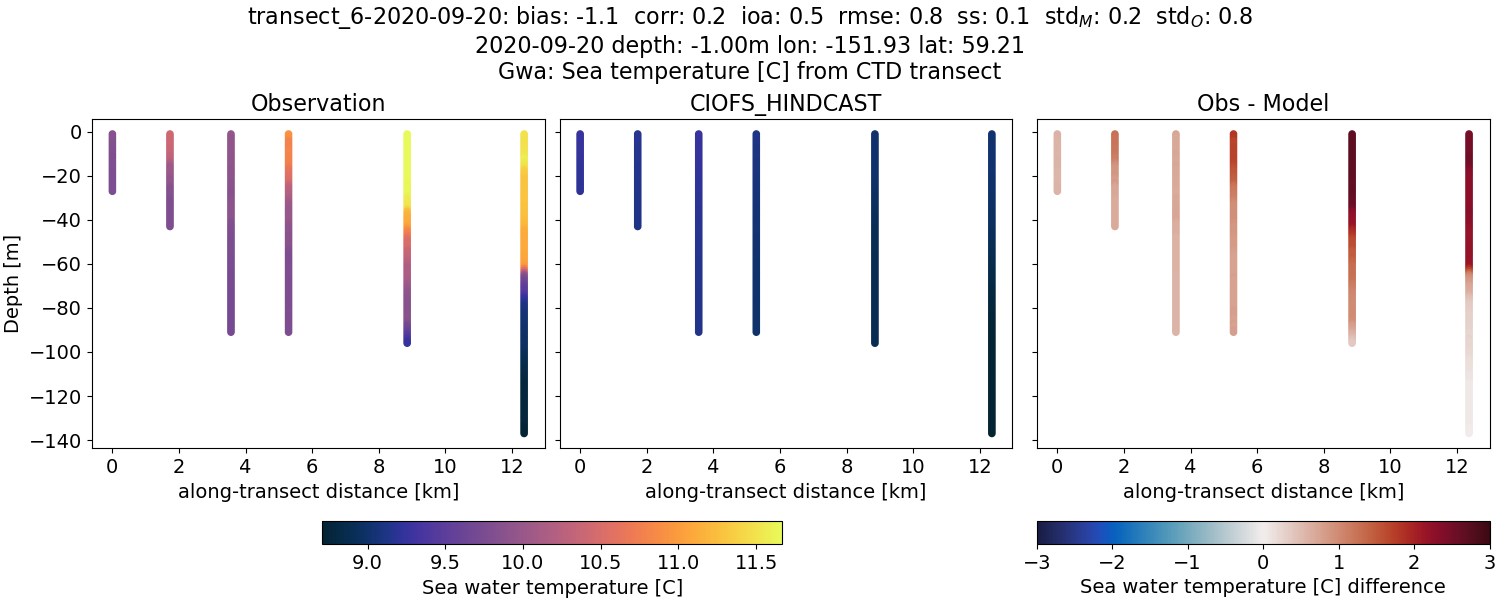 transect_6-2020-09-20: bias: -1.1  corr: 0.2  ioa: 0.5  rmse: 0.8  ss: 0.1  std_M: 0.2  std_O: 0.8
2020-09-20 depth: -1.00m lon: -151.93 lat: 59.21
Gwa: Sea temperature [C] from CTD transect
Observation
CIOFS_HINDCAST
Obs - Model
Depth [m]
0
−20
−40
−60
−80
−100
−120
−140
0 2 4 6 8 10 12
0 2 4 6 8 10 12
0 2 4 6 8 10 12
along-transect distance [km]
along-transect distance [km]
along-transect distance [km]
9.0 9.5 10.0 10.5 11.0 11.5
Sea water temperature [C]
−3 −2 −1 0 1 2 3
Sea water temperature [C] difference